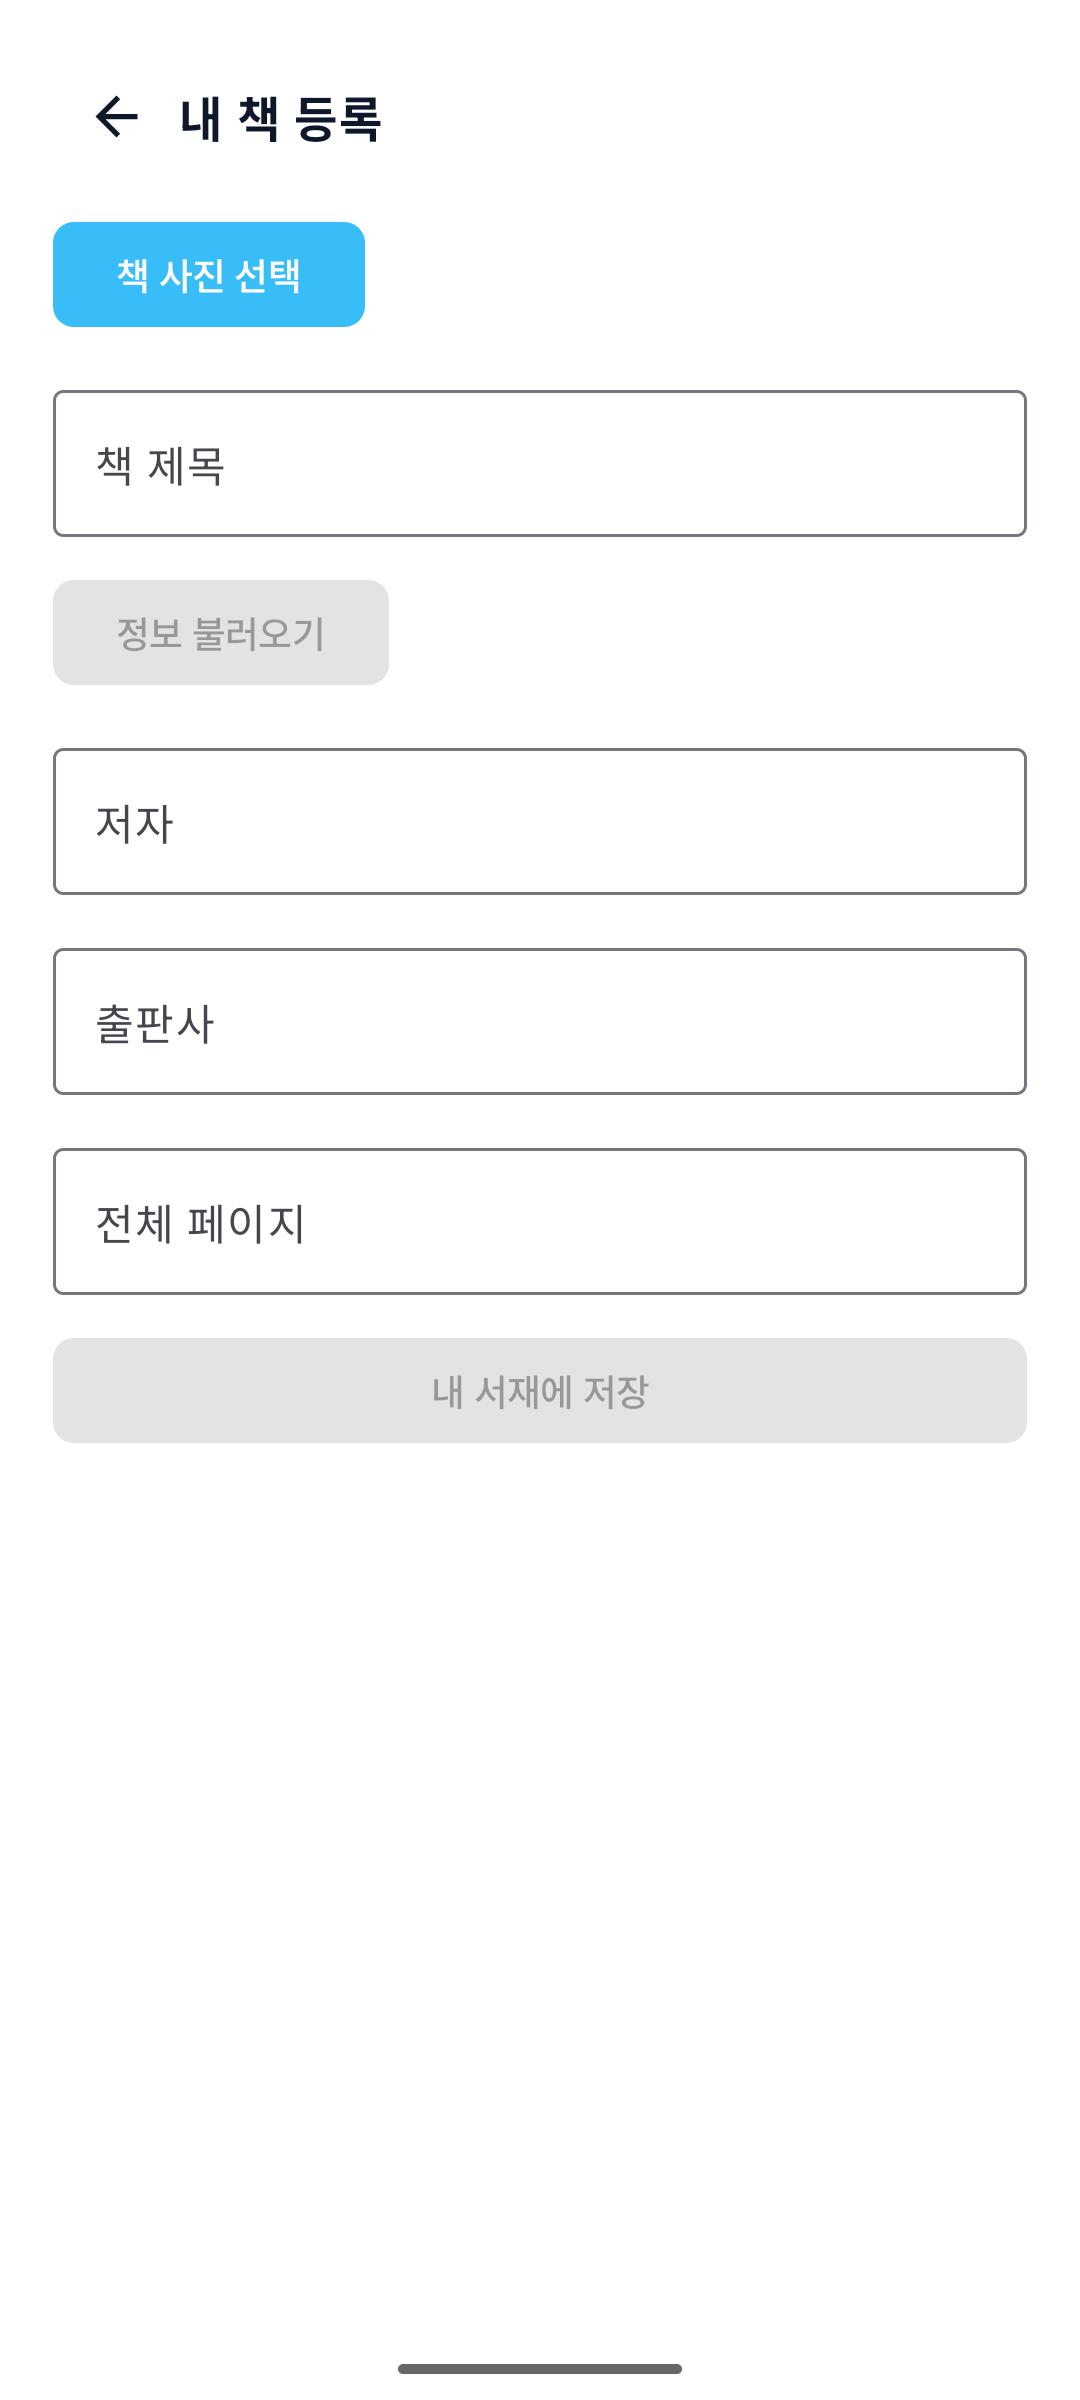 내 책 등록
책 사진 선택
책 제목
정보 불러오기
저자
출판사
전체 페이지
내 서재에 저장